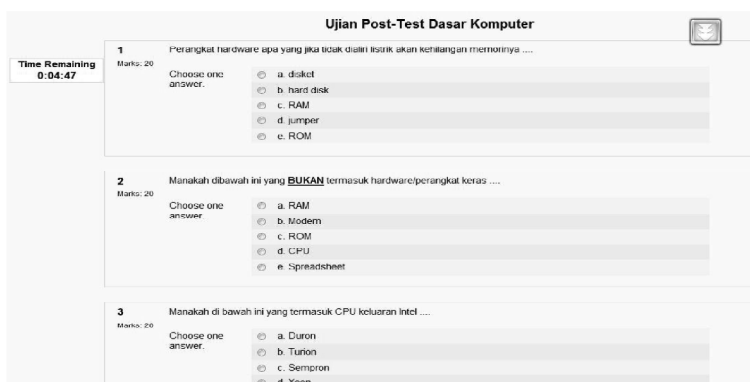 Ujian Post-Test Dasar Komputer
Time Remaining
0:04:47
1
Marks: 20
Perangkat hardware apa yang jika tidak dialiri listrik akan kehilangan memorinya ....
Choose one answer.
a. disket
b. hard disk
c. RAM
d. jumper
e. ROM
2
Marks: 20
Manakah dibawah ini yang BUKAN termasuk hardware/perangkat keras ....
Choose one answer.
a. RAM
b. Modem
c. ROM
d. CPU
e. Spreadsheet
3
Marks: 20
Manakah di bawah ini yang termasuk CPU keluaran Intel ....
Choose one answer.
a. Duron
b. Turion
c. Sempron
d. Xeon